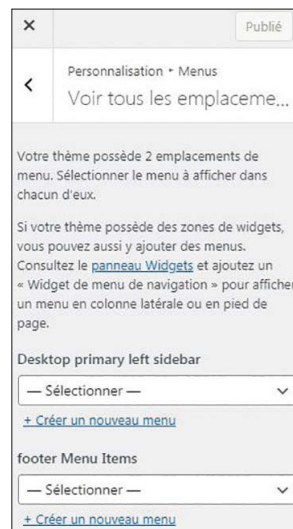 Publié
Personnalisation ‣ Menus
Voir tous les emplaceme...
Votre thème possède 2 emplacements de
menu. Sélectionner le menu à afficher dans
chacun d'eux.
Si votre thème possède des zones de widgets,
vous pouvez aussi y ajouter des menus.
Consultez le panneau Widgets et ajoutez un
« Widget de menu de navigation » pour afficher
un menu en colonne latérale ou en pied de
page.
Desktop primary left sidebar
— Sélectionner —
+ Créer un nouveau menu
footer Menu Items
— Sélectionner —
+ Créer un nouveau menu